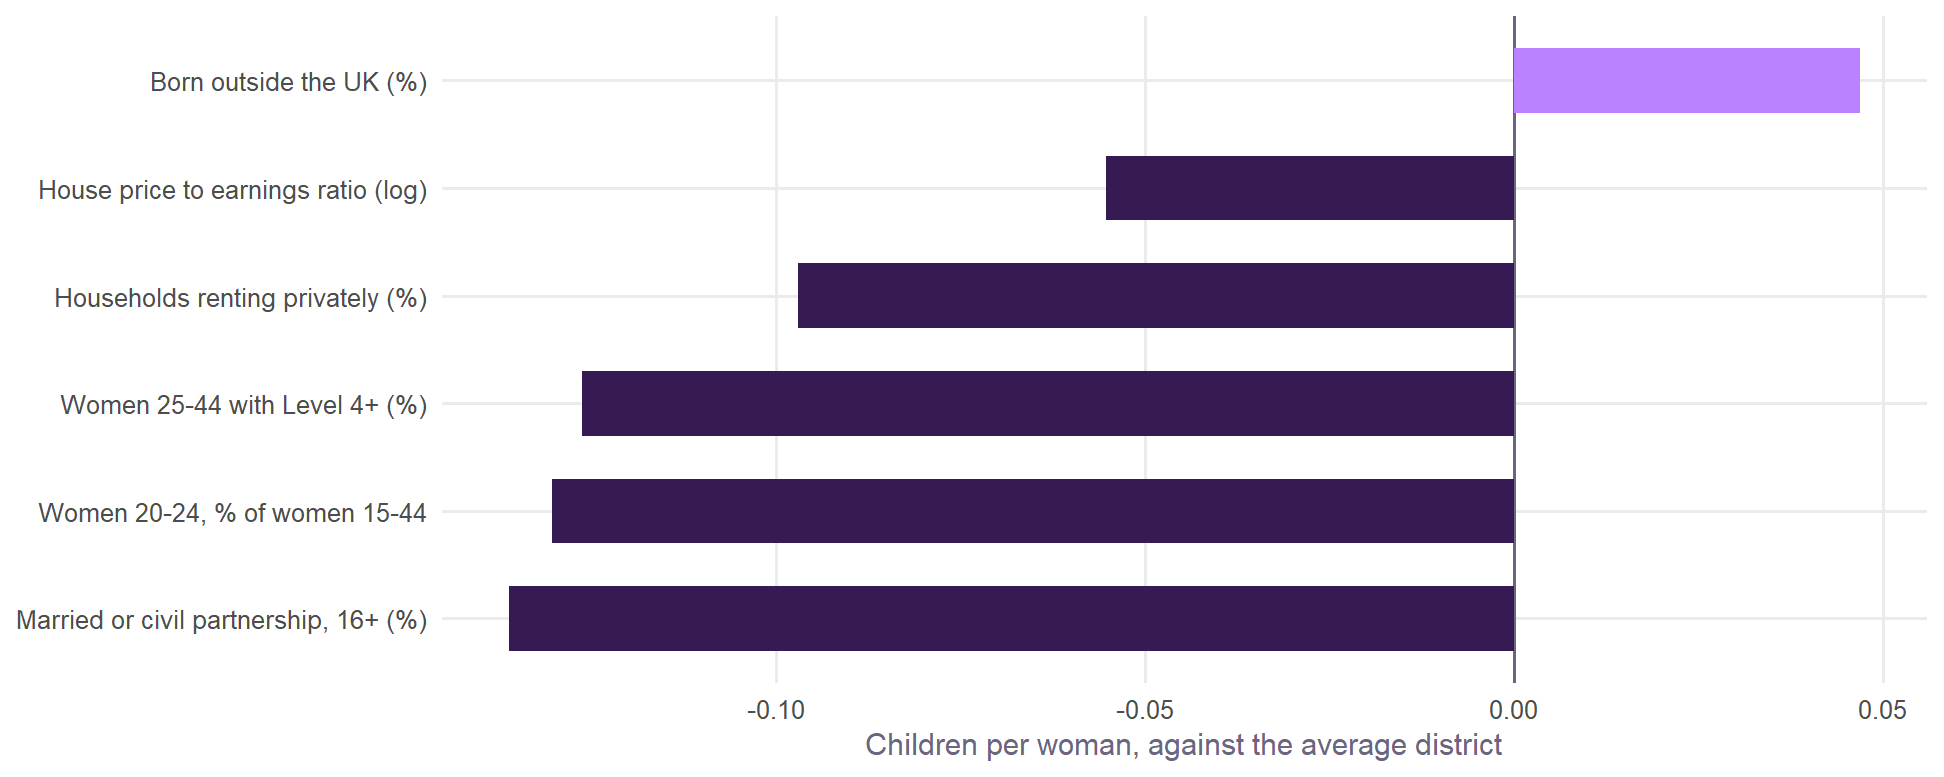 Born outside the UK (%)
House price to earnings ratio (log)
Households renting privately (%)
Women 25-44 with Level 4+ (%)
Women 20-24, % of women 15-44
Married or civil partnership, 16+ (%)
-0.10 -0.05 0.00 0.05
Children per woman, against the average district